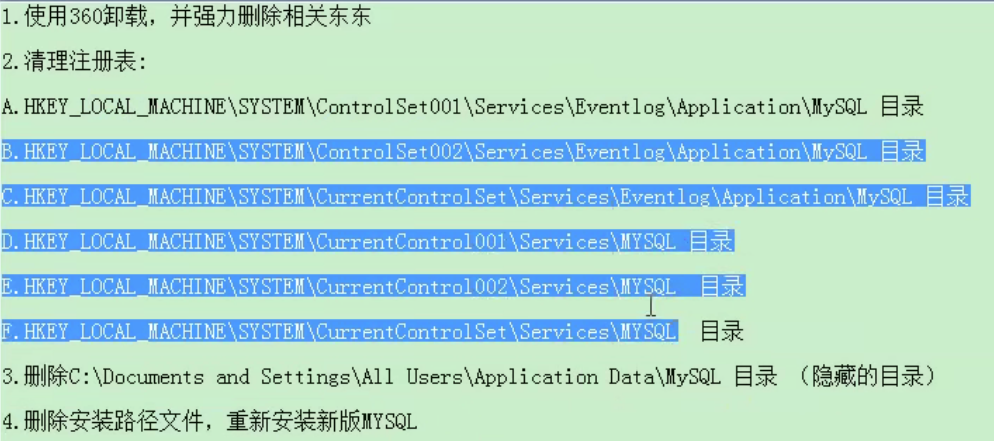 1.使用360卸载，并强力删除相关东东
2.清理注册表:
A.HKEY_LOCAL_MACHINE\SYSTEM\ControlSet001\Services\Eventlog\Application\MySQL 目录
B.HKEY_LOCAL_MACHINE\SYSTEM\ControlSet002\Services\Eventlog\Application\MySQL 目录
C.HKEY_LOCAL_MACHINE\SYSTEM\CurrentControlSet\Services\Eventlog\Application\MySQL 目录
D.HKEY_LOCAL_MACHINE\SYSTEM\CurrentControl001\Services\MYSQL 目录
E.HKEY_LOCAL_MACHINE\SYSTEM\CurrentControl002\Services\MYSQL 目录
F.HKEY_LOCAL_MACHINE\SYSTEM\CurrentControlSet\Services\MYSQL 目录
3.删除C:\Documents and Settings\All Users\Application Data\MySQL 目录 （隐藏的目录）
4.删除安装路径文件，重新安装新版MYSQL